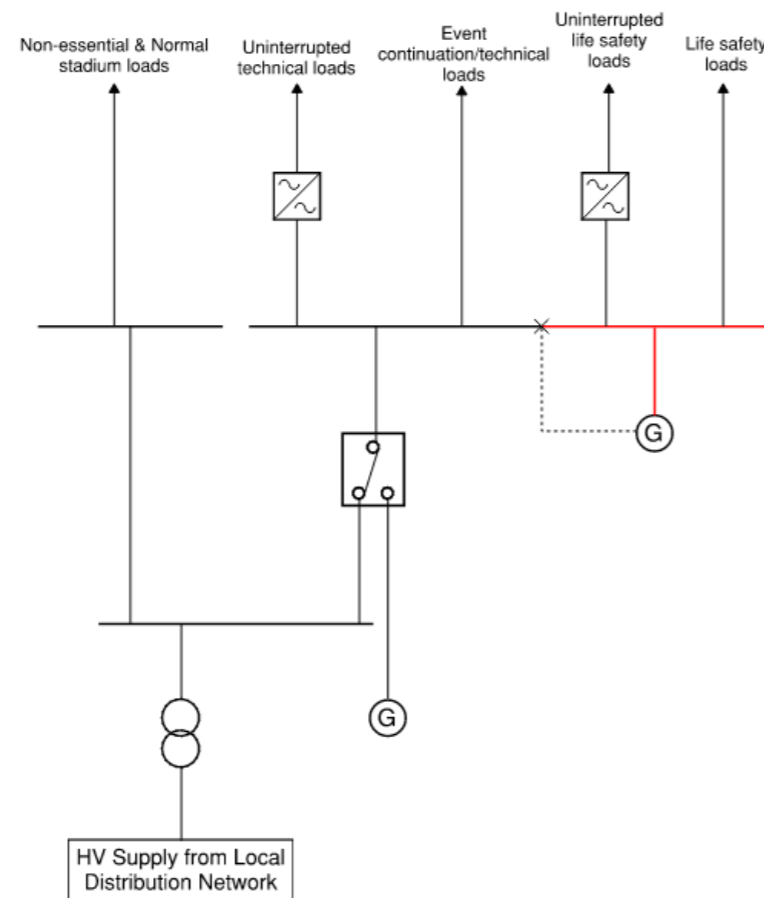 Non-essential & Normal
stadium loads
Uninterrupted
technical loads
Event
continuation/technical
loads
Uninterrupted
life safety
loads
Life safety
loads
G
G
HV Supply from Local
Distribution Network